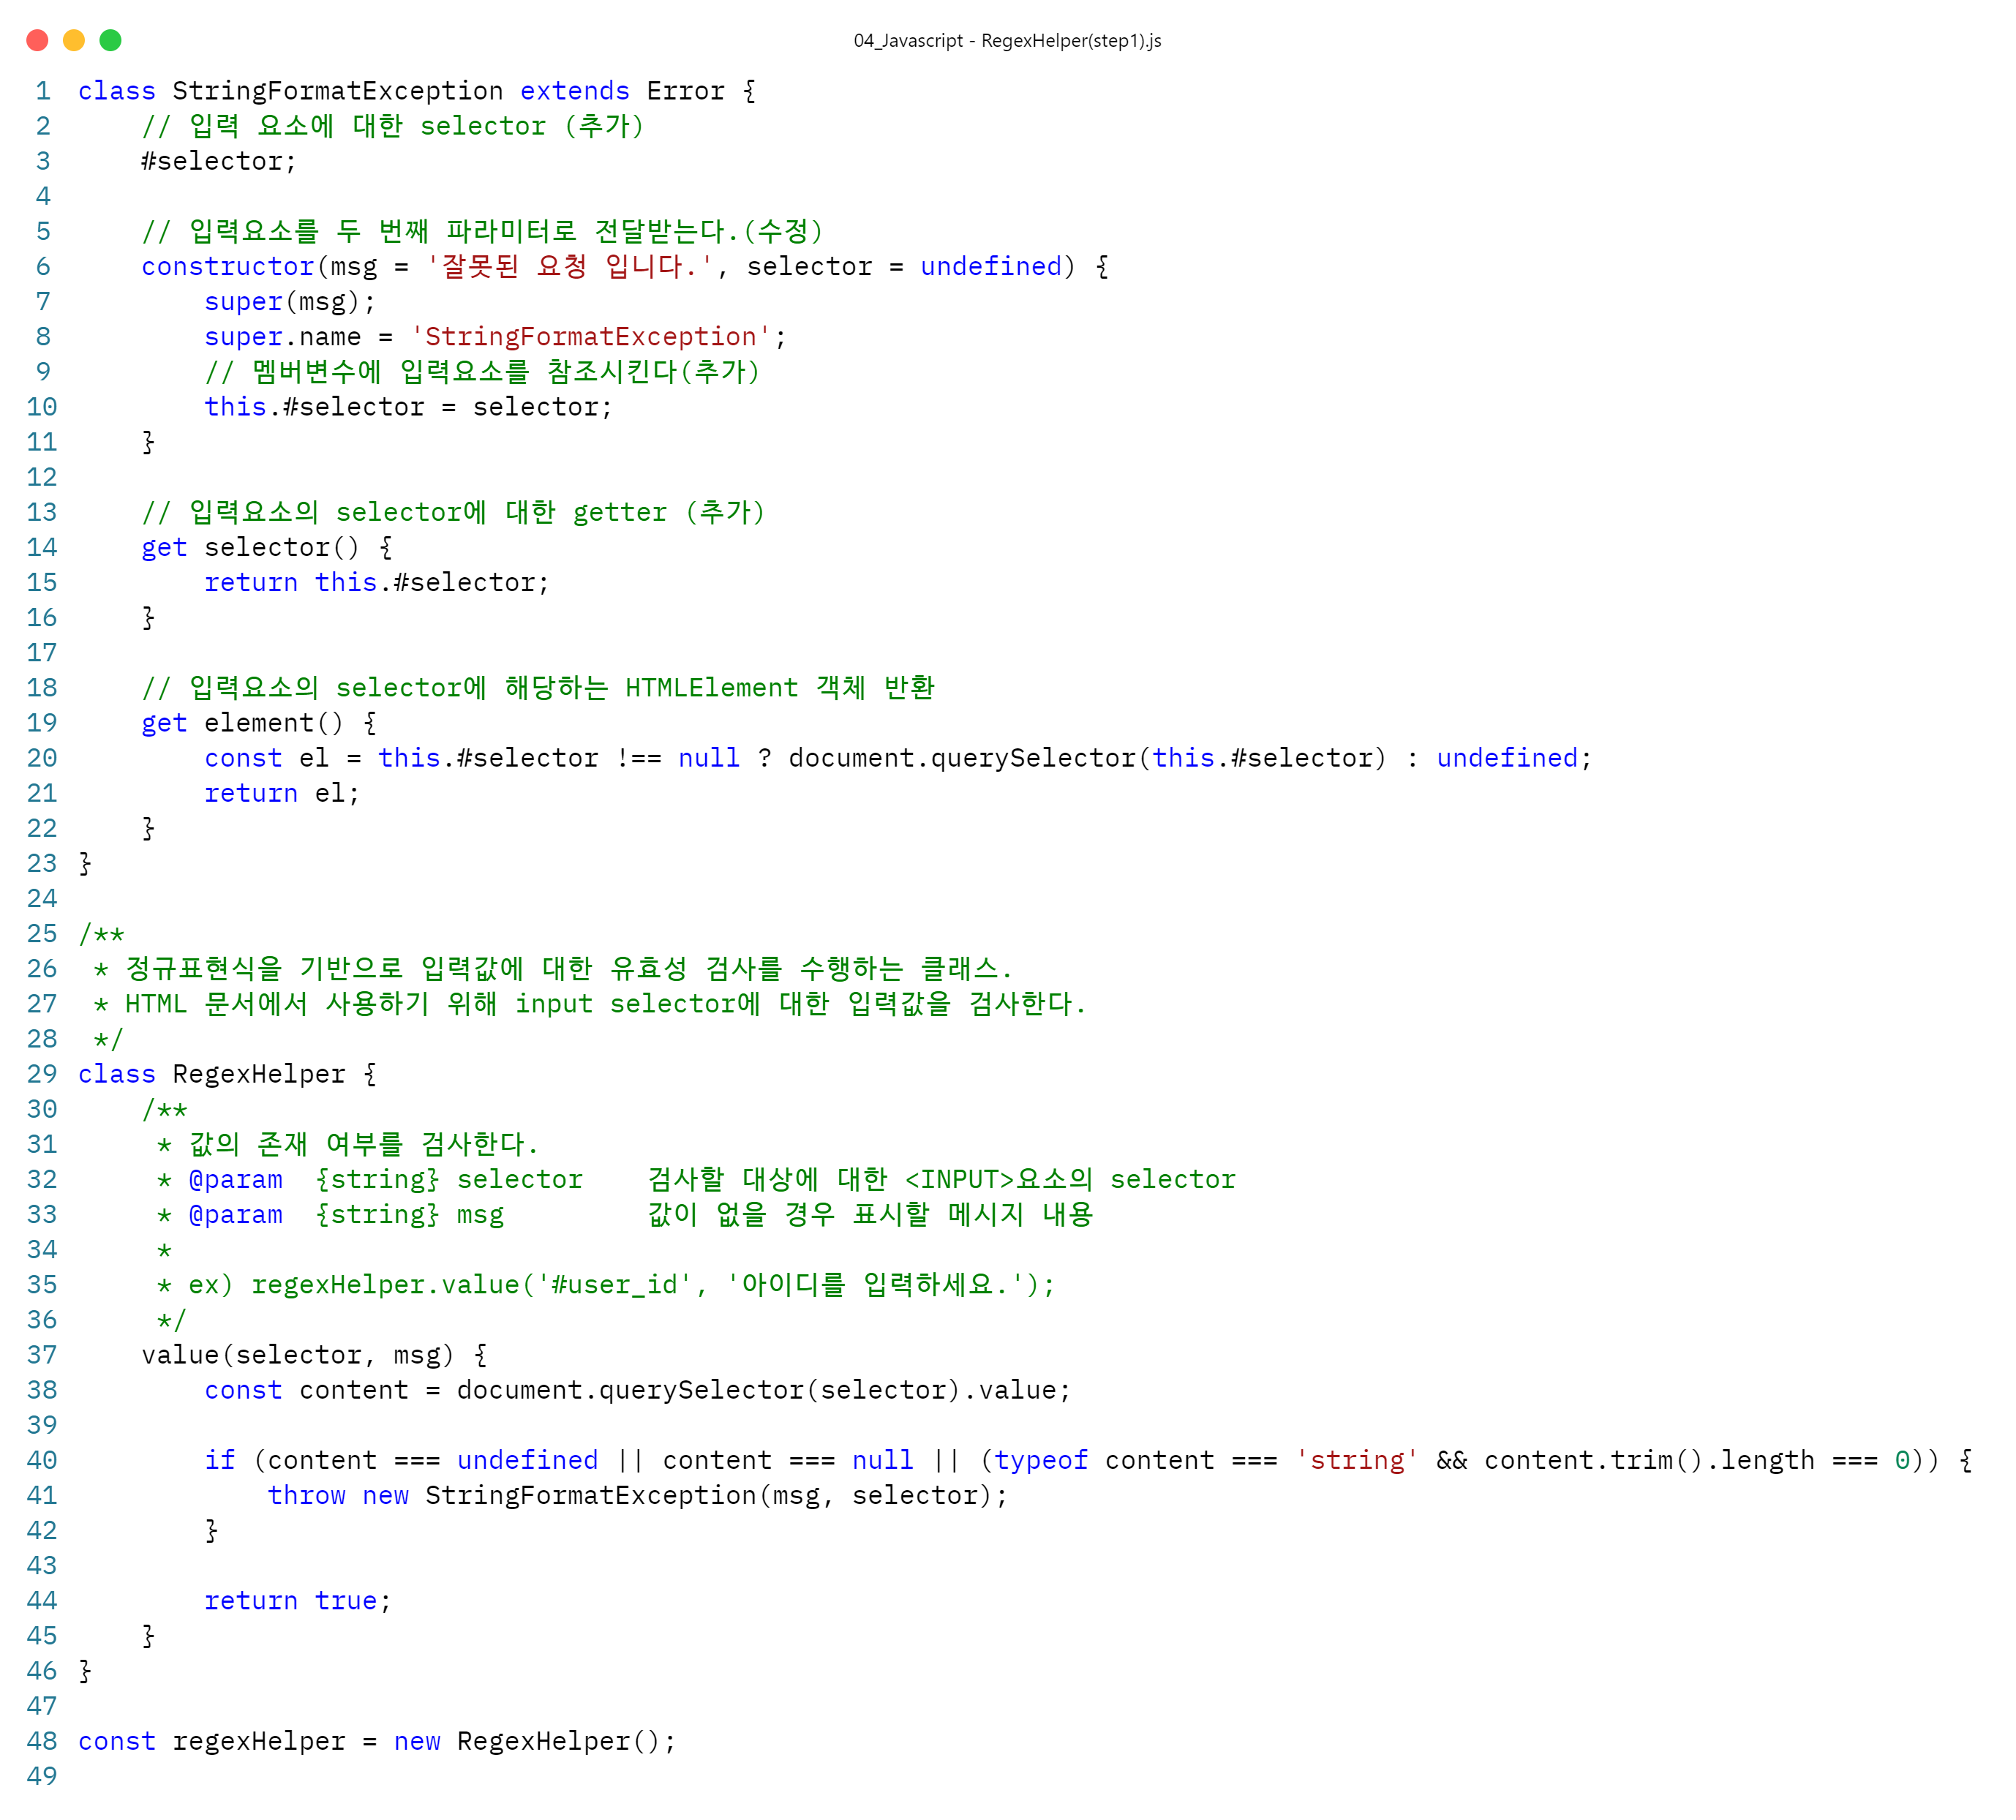 04_Javascript - RegexHelper(step1).js
1 class StringFormatException extends Error {
2     // 입력 요소에 대한 selector (추가)
3     #selector;
4
5     // 입력요소를 두 번째 파라미터로 전달받는다.(수정)
6     constructor(msg = '잘못된 요청 입니다.', selector = undefined) {
7         super(msg);
8         super.name = 'StringFormatException';
9         // 멤버변수에 입력요소를 참조시킨다(추가)
10         this.#selector = selector;
11     }
12
13     // 입력요소의 selector에 대한 getter (추가)
14     get selector() {
15         return this.#selector;
16     }
17
18     // 입력요소의 selector에 해당하는 HTMLElement 객체 반환
19     get element() {
20         const el = this.#selector !== null ? document.querySelector(this.#selector) : undefined;
21         return el;
22     }
23 }
24
25 /**
26  * 정규표현식을 기반으로 입력값에 대한 유효성 검사를 수행하는 클래스.
27  * HTML 문서에서 사용하기 위해 input selector에 대한 입력값을 검사한다.
28  */
29 class RegexHelper {
30     /**
31      * 값의 존재 여부를 검사한다.
32      * @param  {string} selector    검사할 대상에 대한 <INPUT>요소의 selector
33      * @param  {string} msg         값이 없을 경우 표시할 메시지 내용
34      *
35      * ex) regexHelper.value('#user_id', '아이디를 입력하세요.');
36      */
37     value(selector, msg) {
38         const content = document.querySelector(selector).value;
39
40         if (content === undefined || content === null || (typeof content === 'string' && content.trim().length === 0)) {
41             throw new StringFormatException(msg, selector);
42         }
43
44         return true;
45     }
46 }
47
48 const regexHelper = new RegexHelper();
49